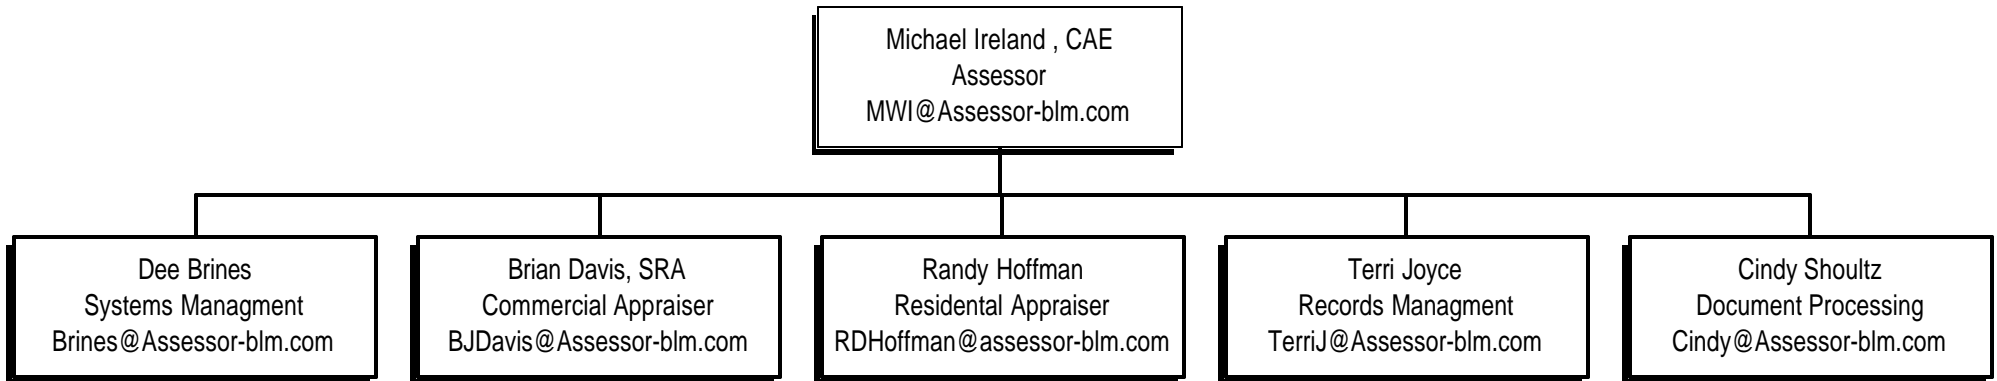 Michael Ireland , CAE
Assessor
MWI@Assessor-blm.com
Dee Brines
Systems Managment
Brines@Assessor-blm.com
Brian Davis, SRA
Commercial Appraiser
BJDavis@Assessor-blm.com
Randy Hoffman
Residental Appraiser
RDHoffman@assessor-blm.com
Terri Joyce
Records Managment
TerriJ@Assessor-blm.com
Cindy Shoultz
Document Processing
Cindy@Assessor-blm.com